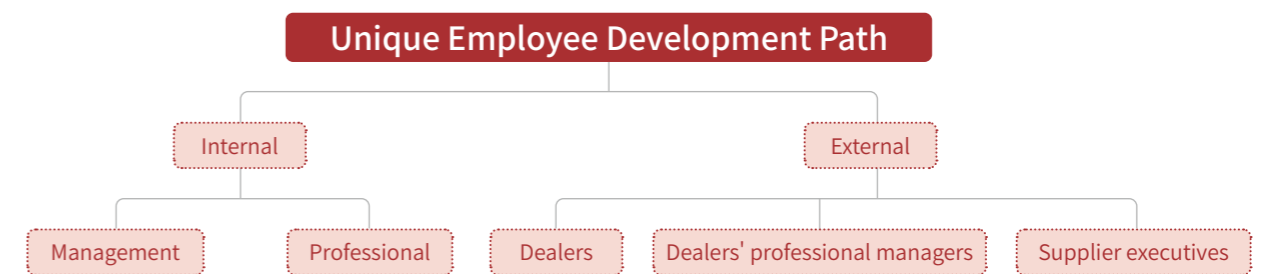 Unique Employee Development Path
Internal
External
Management
Professional
Dealers
Dealers' professional managers
Supplier executives